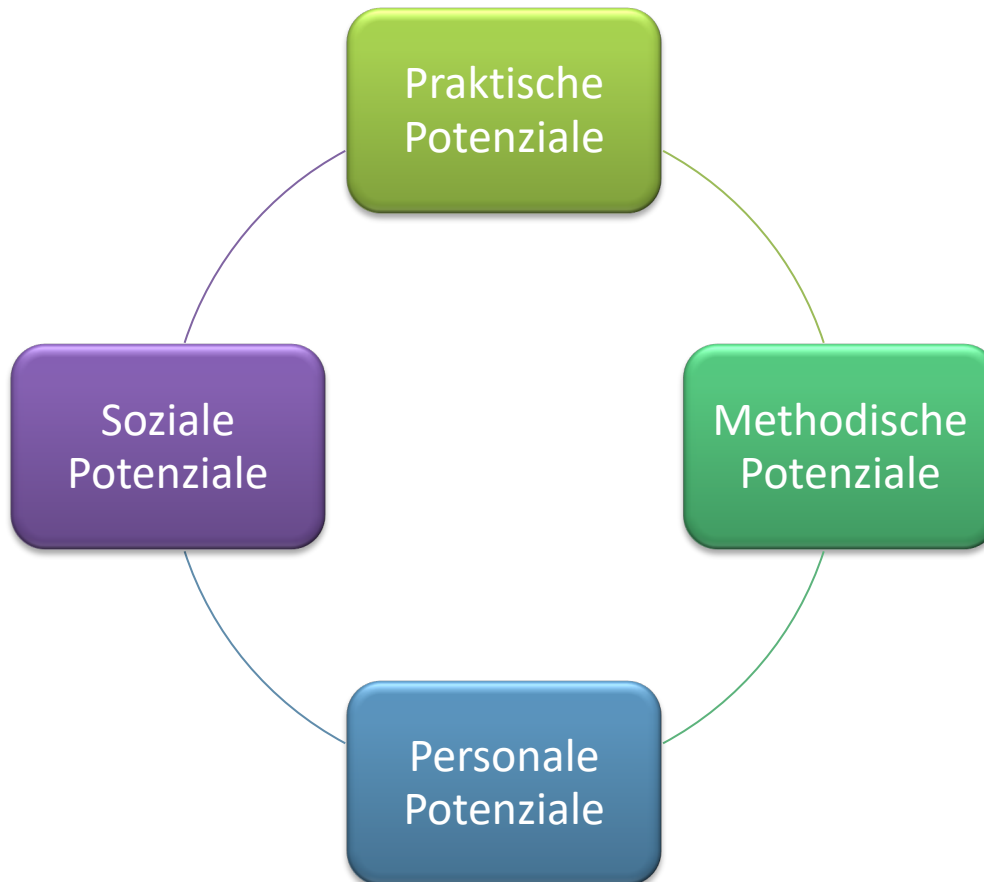 Praktische
Potenziale
Soziale
Potenziale
Methodische
Potenziale
Personale
Potenziale